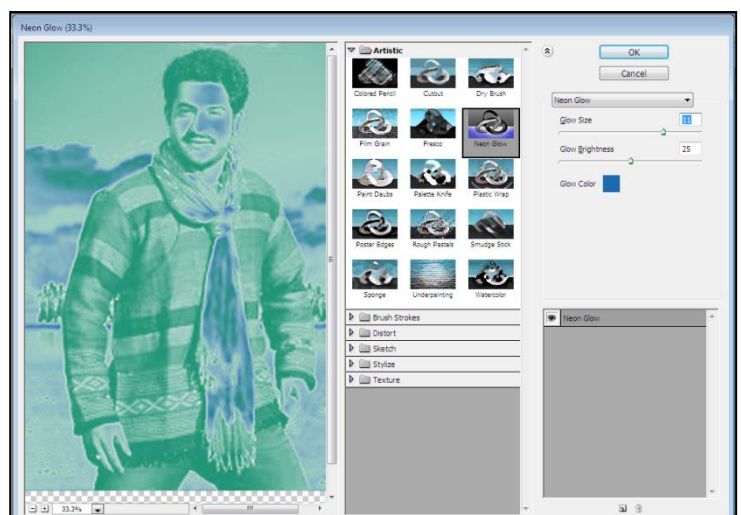 Neon Glow (33.3%)
Artistic
Colored Pencil
Cutout
Dry Brush
Film Grain
Fresco
Neon Glow
Paint Daubs
Palette Knife
Plastic Wrap
Poster Edges
Rough Pastels
Smudge Stick
Sponge
Underpainting
Watercolor
Brush Strokes
Distort
Sketch
Stylize
Texture
33.3%
OK
Cancel
Neon Glow
Glow Size 11
Glow Brightness 25
Glow Color
Neon Glow